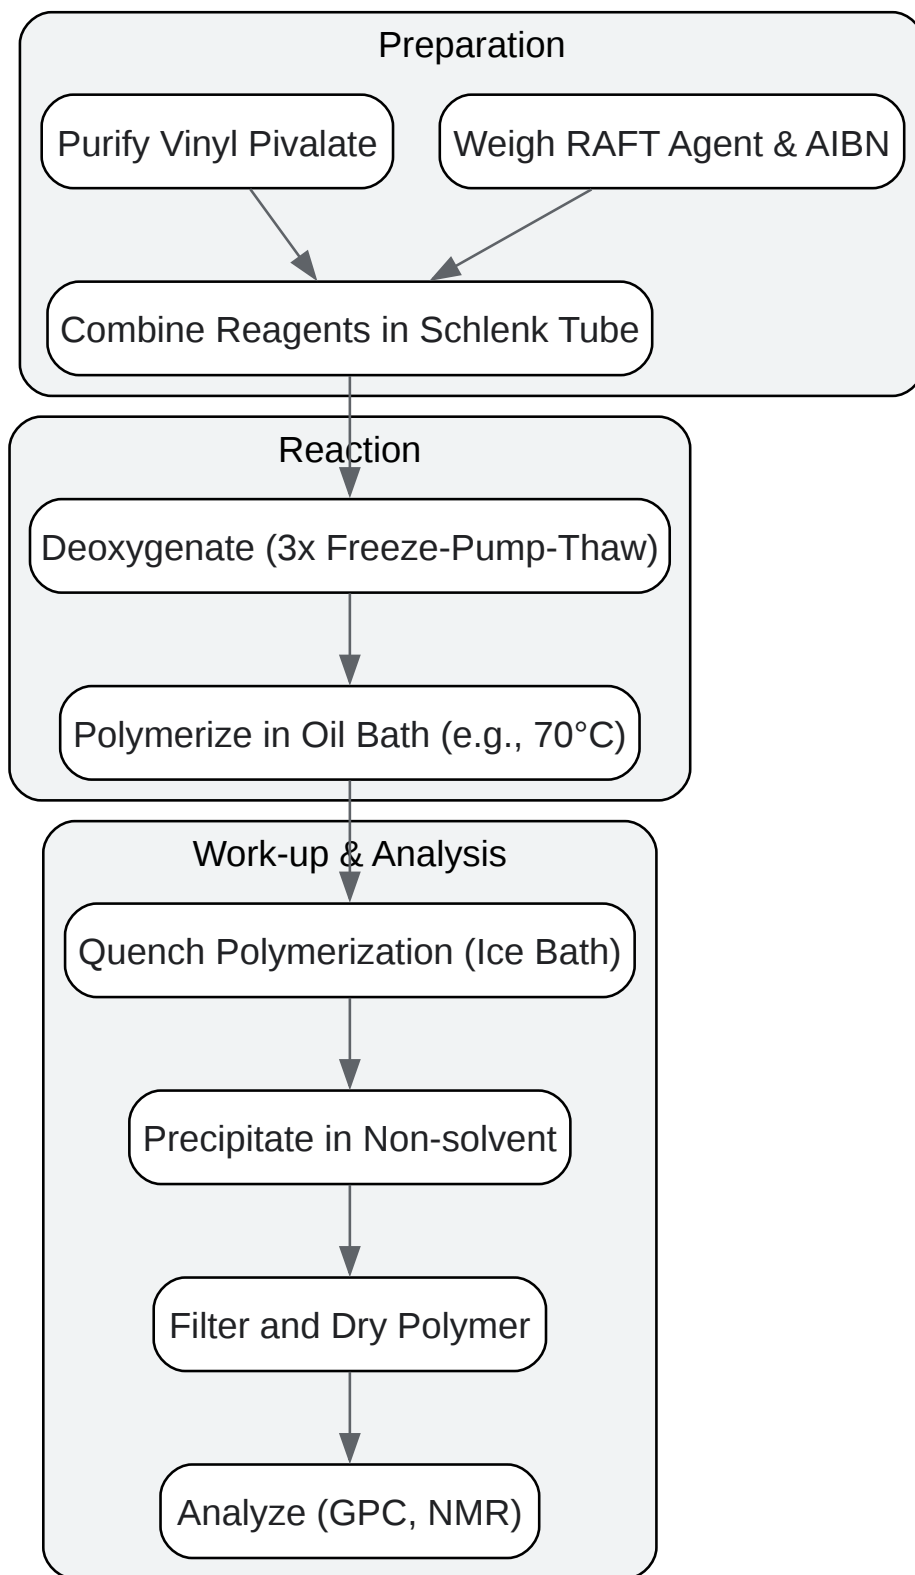 Preparation
Purify Vinyl Pivalate
Weigh RAFT Agent & AIBN
Combine Reagents in Schlenk Tube
Reaction
Deoxygenate (3x Freeze-Pump-Thaw)
Polymerize in Oil Bath (e.g., 70°C)
Work-up & Analysis
Quench Polymerization (Ice Bath)
Precipitate in Non-solvent
Filter and Dry Polymer
Analyze (GPC, NMR)